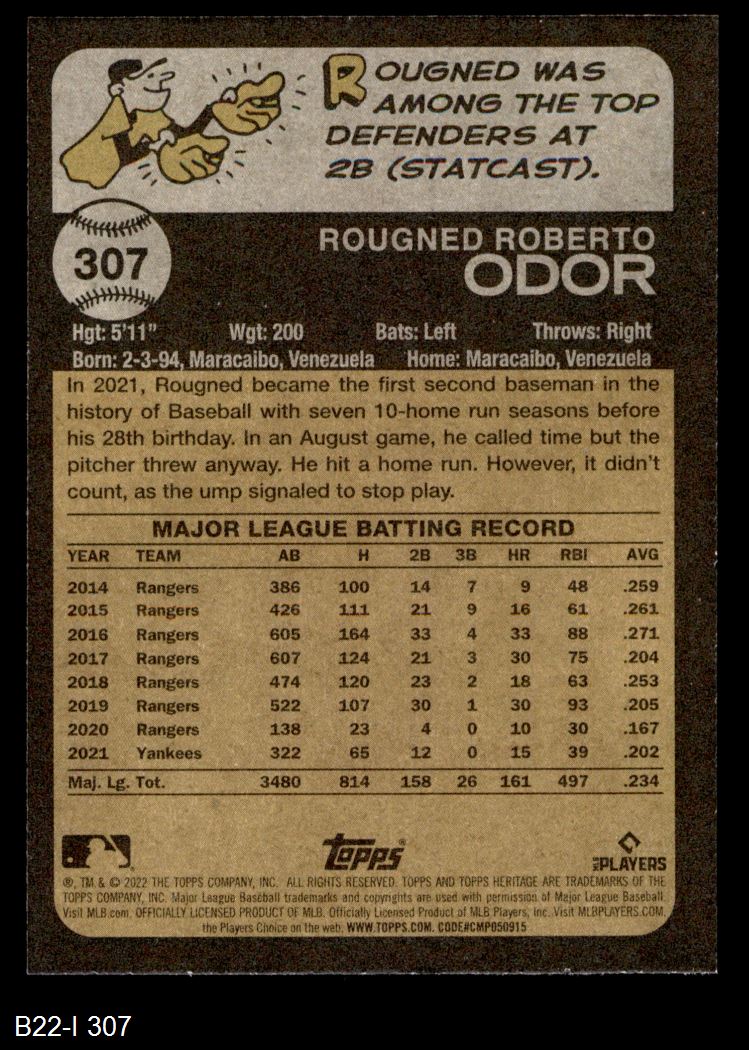 ROUGNED WAS
AMONG THE TOP
DEFENDERS AT
2B (STATCAST).
307
ROUGNED ROBERTO
ODOR
Hgt: 5'11" Wgt: 200 Bats: Left Throws: Right
Born: 2-3-94, Maracaibo, Venezuela Home: Maracaibo, Venezuela
In 2021, Rougned became the first second baseman in the
history of Baseball with seven 10-home run seasons before
his 28th birthday. In an August game, he called time but the
pitcher threw anyway. He hit a home run. However, it didn't
count, as the ump signaled to stop play.
MAJOR LEAGUE BATTING RECORD
YEAR TEAM AB H 2B 3B HR RBI AVG
2014 Rangers 386 100 14 7 9 48 .259
2015 Rangers 426 111 21 9 16 61 .261
2016 Rangers 605 164 33 4 33 88 .271
2017 Rangers 607 124 21 3 30 75 .204
2018 Rangers 474 120 23 2 18 63 .253
2019 Rangers 522 107 30 1 30 93 .205
2020 Rangers 138 23 4 0 10 30 .167
2021 Yankees 322 65 12 0 15 39 .202
Maj. Lg. Tot. 3480 814 158 26 161 497 .234
Topps® MLB PLAYERS
®, TM & © 2022 THE TOPPS COMPANY, INC. ALL RIGHTS RESERVED. TOPPS AND TOPPS HERITAGE ARE TRADEMARKS OF THE
TOPPS COMPANY, INC. Major League Baseball trademarks and copyrights are used with permission of Major League Baseball.
Visit MLB.com. OFFICIALLY LICENSED PRODUCT OF MLB. Officially Licensed Product of MLB Players, Inc. Visit MLBPLAYERS.COM,
the Players Choice on the web. WWW.TOPPS.COM. CODE#CMP050915
B22-I 307